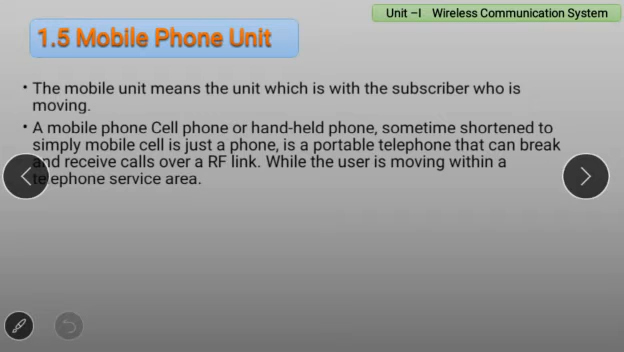 Unit –I Wireless Communication System
1.5 Mobile Phone Unit
• The mobile unit means the unit which is with the subscriber who is
moving.
• A mobile phone Cell phone or hand-held phone, sometime shortened to
simply mobile cell is just a phone, is a portable telephone that can break
and receive calls over a RF link. While the user is moving within a
telephone service area.